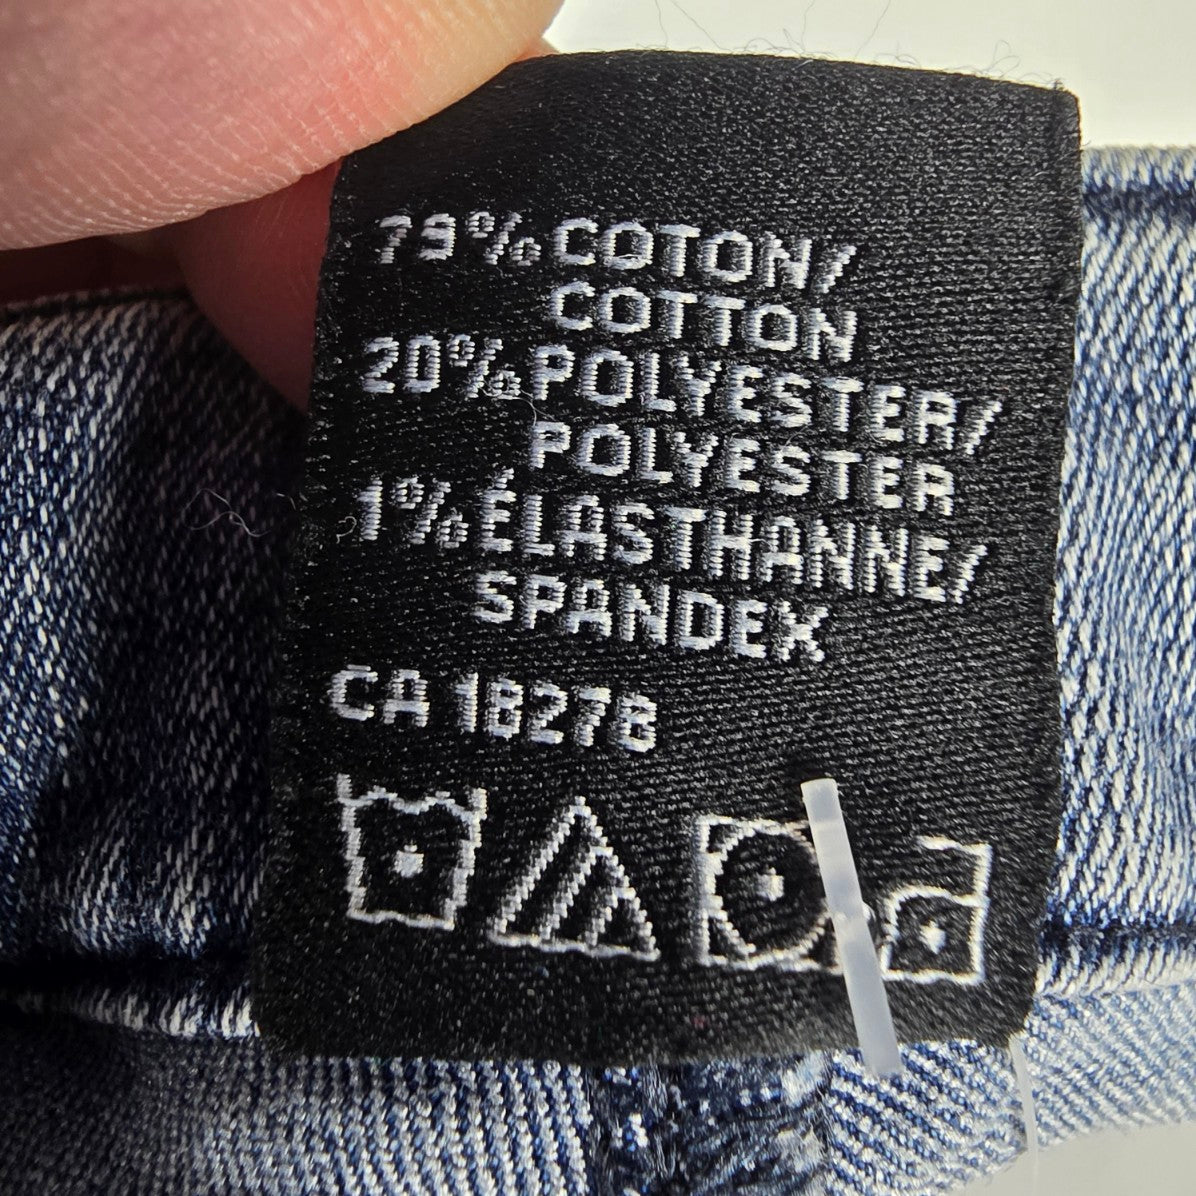 79% COTON/
COTTON
20% POLYESTER/
POLYESTER
1% ÉLASTHANNE/
SPANDEX
CA 18278